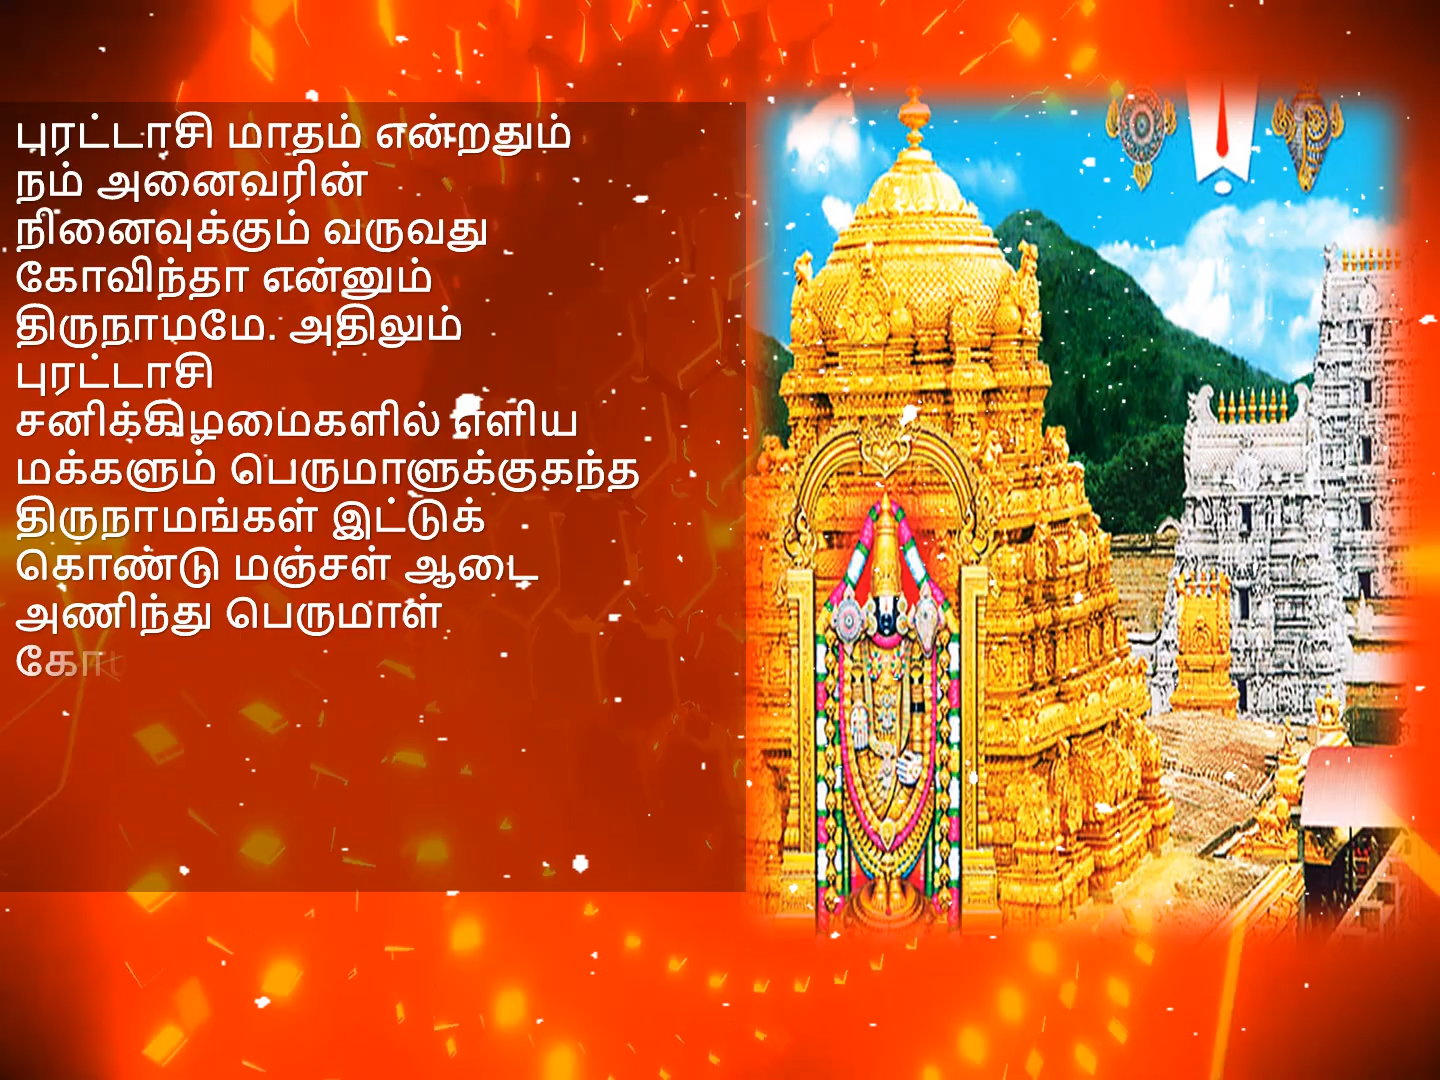 புரட்டாசி மாதம் என்றதும்
நம் அனைவரின்
நினைவுக்கும் வருவது
கோவிந்தா என்னும்
திருநாமமே. அதிலும்
புரட்டாசி
சனிக்கிழமைகளில் எளிய
மக்களும் பெருமாளுக்குகந்த
திருநாமங்கள் இட்டுக்
கொண்டு மஞ்சள் ஆடை
அணிந்து பெருமாள்